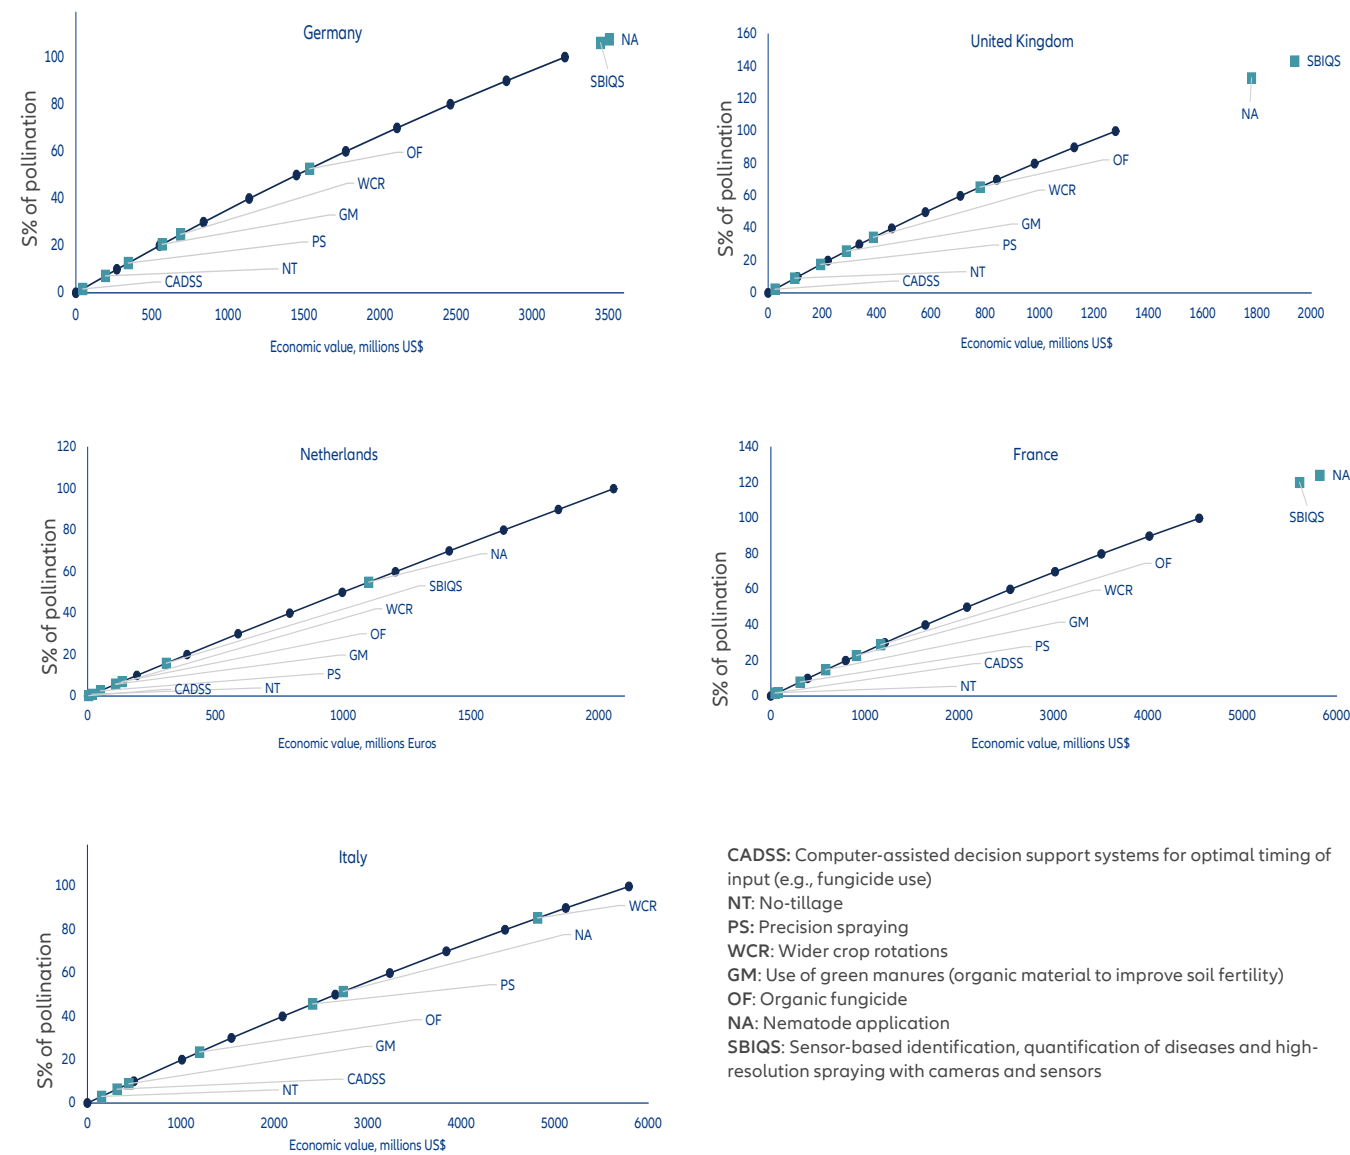 Germany
S% of pollination
100
80
60
40
20
0
NA
SBIQS
OF
WCR
GM
PS
NT
CADSS
0 500 1000 1500 2000 2500 3000 3500
Economic value, millions US$
United Kingdom
S% of pollination
160
140
120
100
80
60
40
20
0
SBIQS
NA
OF
WCR
GM
PS
NT
CADSS
0 200 400 600 800 1000 1200 1400 1600 1800 2000
Economic value, millions US$
Netherlands
S% of pollination
120
100
80
60
40
20
0
NA
SBIQS
WCR
OF
GM
PS
CADSS
NT
0 500 1000 1500 2000
Economic value, millions Euros
France
S% of pollination
140
120
100
80
60
40
20
0
NA
SBIQS
OF
WCR
GM
PS
CADSS
NT
0 1000 2000 3000 4000 5000 6000
Economic value, millions US$
Italy
S% of pollination
100
80
60
40
20
0
WCR
NA
PS
OF
GM
CADSS
NT
0 1000 2000 3000 4000 5000 6000
Economic value, millions US$
CADSS: Computer-assisted decision support systems for optimal timing of
input (e.g., fungicide use)
NT: No-tillage
PS: Precision spraying
WCR: Wider crop rotations
GM: Use of green manures (organic material to improve soil fertility)
OF: Organic fungicide
NA: Nematode application
SBIQS: Sensor-based identification, quantification of diseases and high-
resolution spraying with cameras and sensors